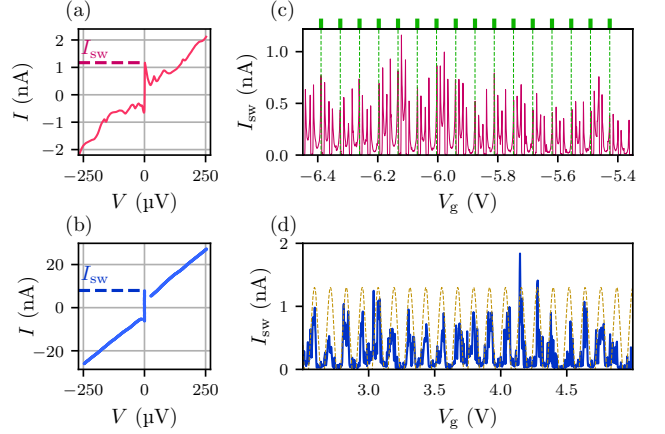 (a)
I_sw
2
1
0
−1
−2
I (nA)
−250
0
250
V (µV)
(c)
1.0
0.5
0.0
I_sw (nA)
−6.4
−6.2
−6.0
−5.8
−5.6
−5.4
V_g (V)
(b)
I_sw
20
0
−20
I (nA)
−250
0
250
V (µV)
(d)
2
1
0
I_sw (nA)
3.0
3.5
4.0
4.5
V_g (V)